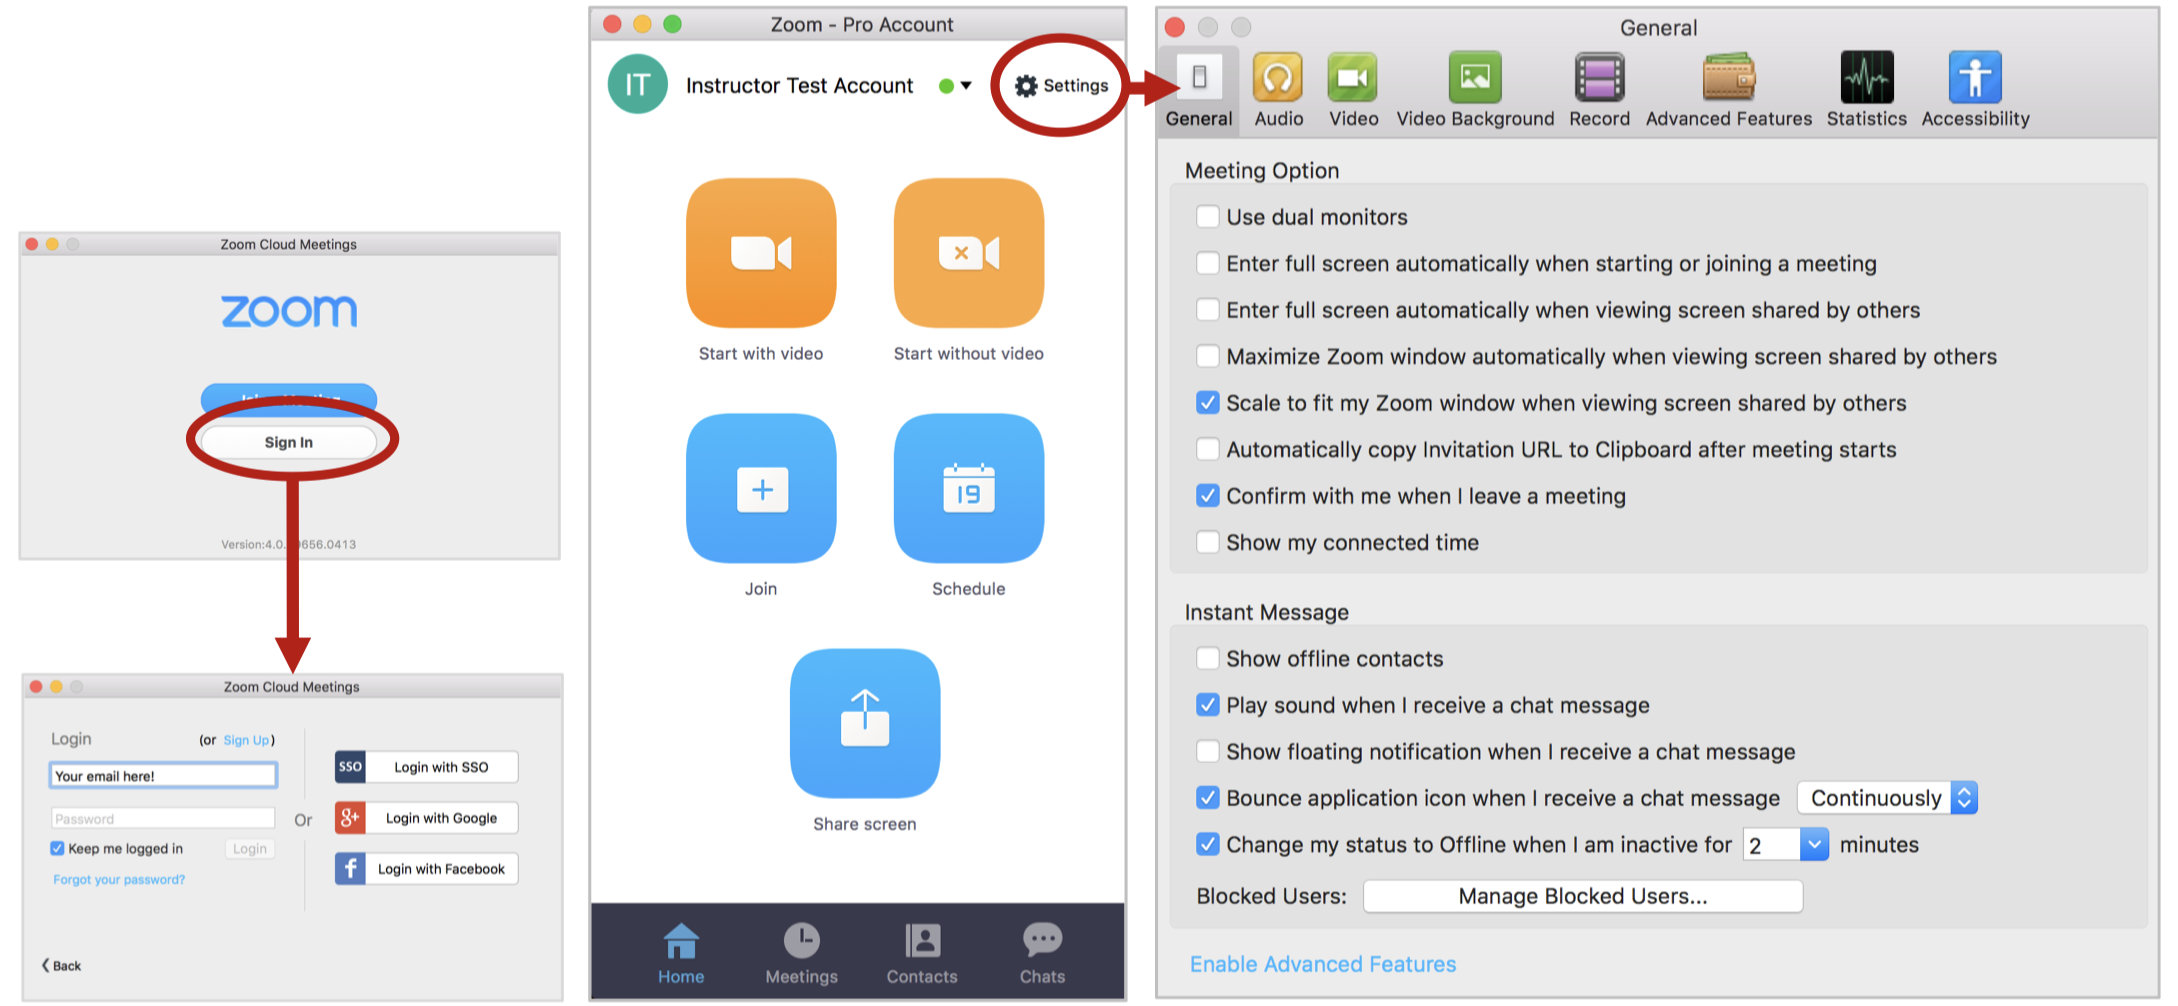 Zoom Cloud Meetings
zoom
Sign In
Version:4.0.
656.0413
Zoom Cloud Meetings
Login (or Sign Up)
Your email here!
Password
Keep me logged in Login
Forgot your password?
Or
SSO Login with SSO
g+ Login with Google
f Login with Facebook
Back
Zoom - Pro Account
IT Instructor Test Account Settings
Start with video Start without video
19
Join Schedule
Share screen
Home Meetings Contacts Chats
General
General Audio Video Video Background Record Advanced Features Statistics Accessibility
Meeting Option
Use dual monitors
Enter full screen automatically when starting or joining a meeting
Enter full screen automatically when viewing screen shared by others
Maximize Zoom window automatically when viewing screen shared by others
Scale to fit my Zoom window when viewing screen shared by others
Automatically copy Invitation URL to Clipboard after meeting starts
Confirm with me when I leave a meeting
Show my connected time
Instant Message
Show offline contacts
Play sound when I receive a chat message
Show floating notification when I receive a chat message
Bounce application icon when I receive a chat message Continuously
Change my status to Offline when I am inactive for 2 minutes
Blocked Users: Manage Blocked Users...
Enable Advanced Features